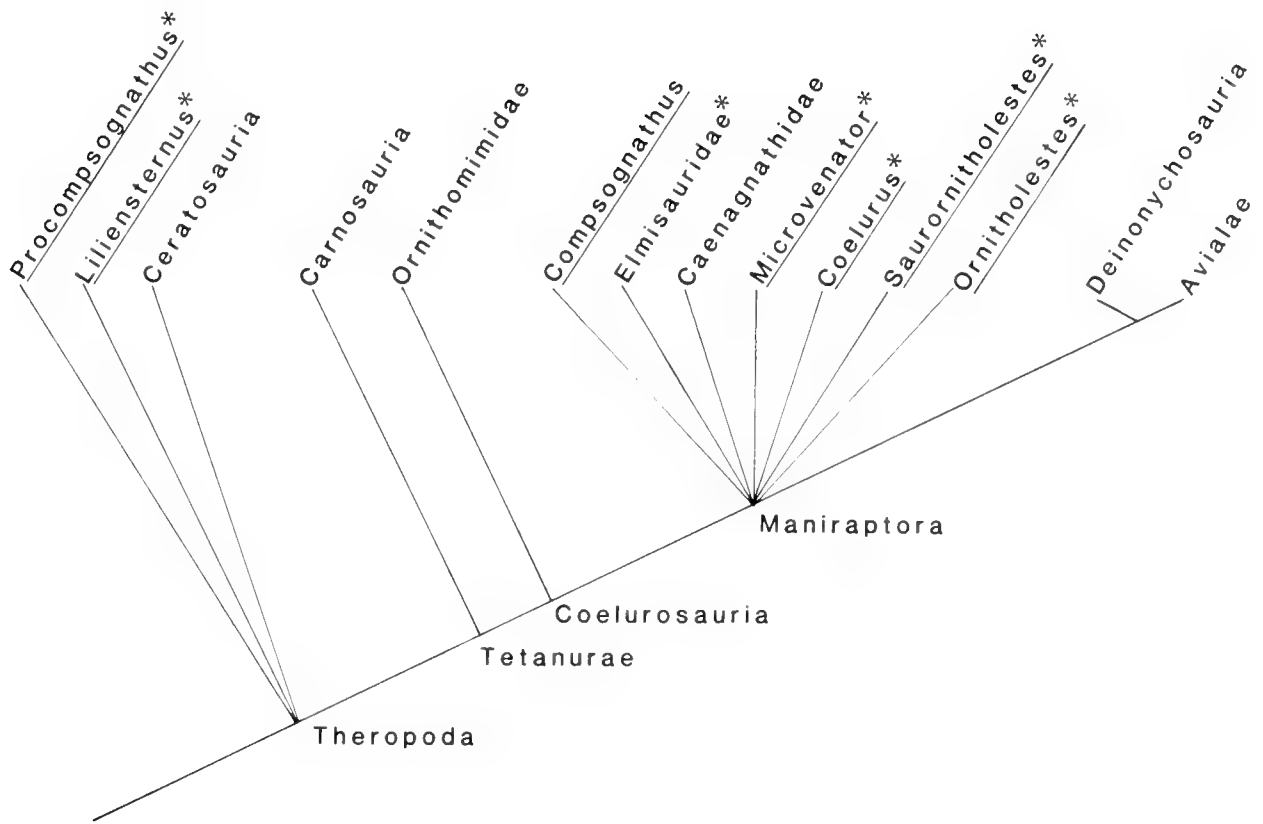 Procompsognathus*
Liliensternus*
Ceratosauria
Carnosauria
Ornithomimidae
Compsognathus
Elmisauridae*
Caenagnathidae
Microvenator*
Coelurus*
Saurornitholestes*
Ornitholestes*
Deinonychosauria
Avialae
Maniraptora
Coelurosauria
Tetanurae
Theropoda